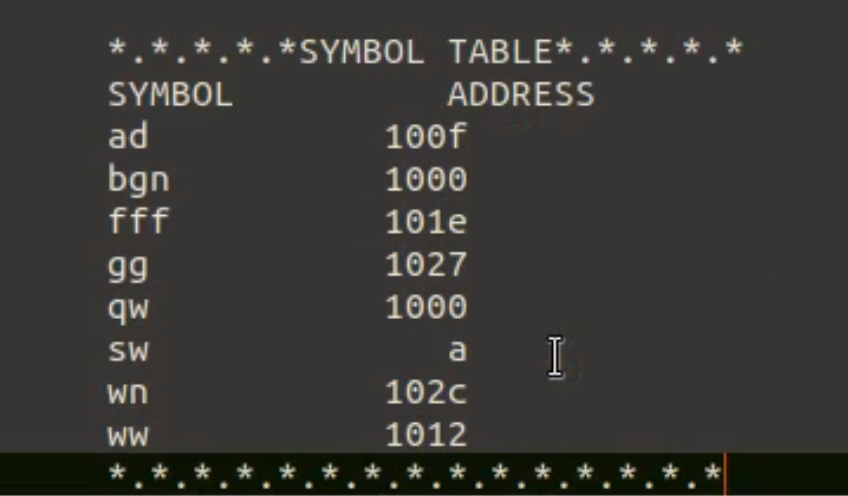 *.*.*.*.*SYMBOL TABLE*.*.*.*.*
SYMBOL ADDRESS
ad 100f
bgn 1000
fff 101e
gg 1027
qw 1000
sw a
wn 102c
ww 1012
*.*.*.*.*.*.*.*.*.*.*.*.*.*.*